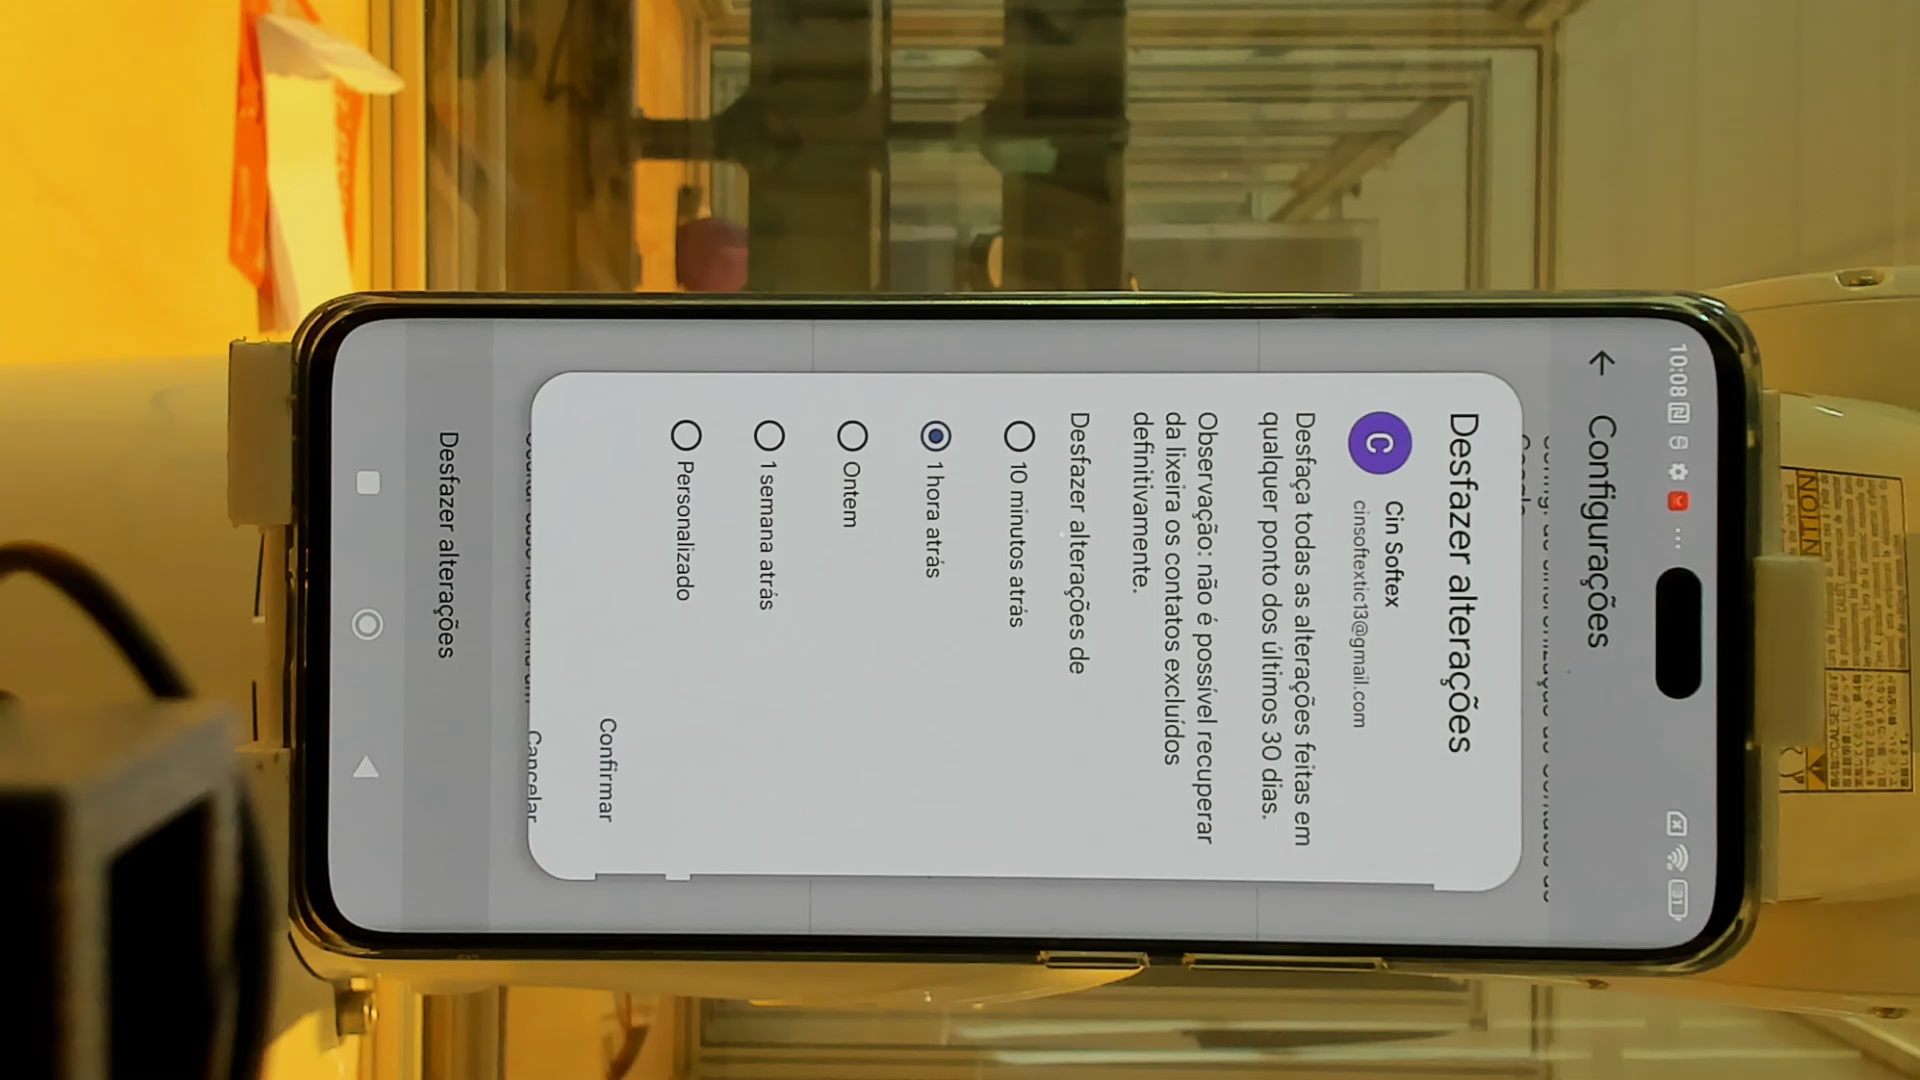 10:08
Configurações
Desfazer alterações
C
Cin Softex
cinsoftextic13@gmail.com
Desfaça todas as alterações feitas em
qualquer ponto dos últimos 30 dias.
Observação: não é possível recuperar
da lixeira os contatos excluídos
definitivamente.
Desfazer alterações de
10 minutos atrás
1 hora atrás
Ontem
1 semana atrás
Personalizado
Confirmar
Cancelar
Desfazer alterações
31